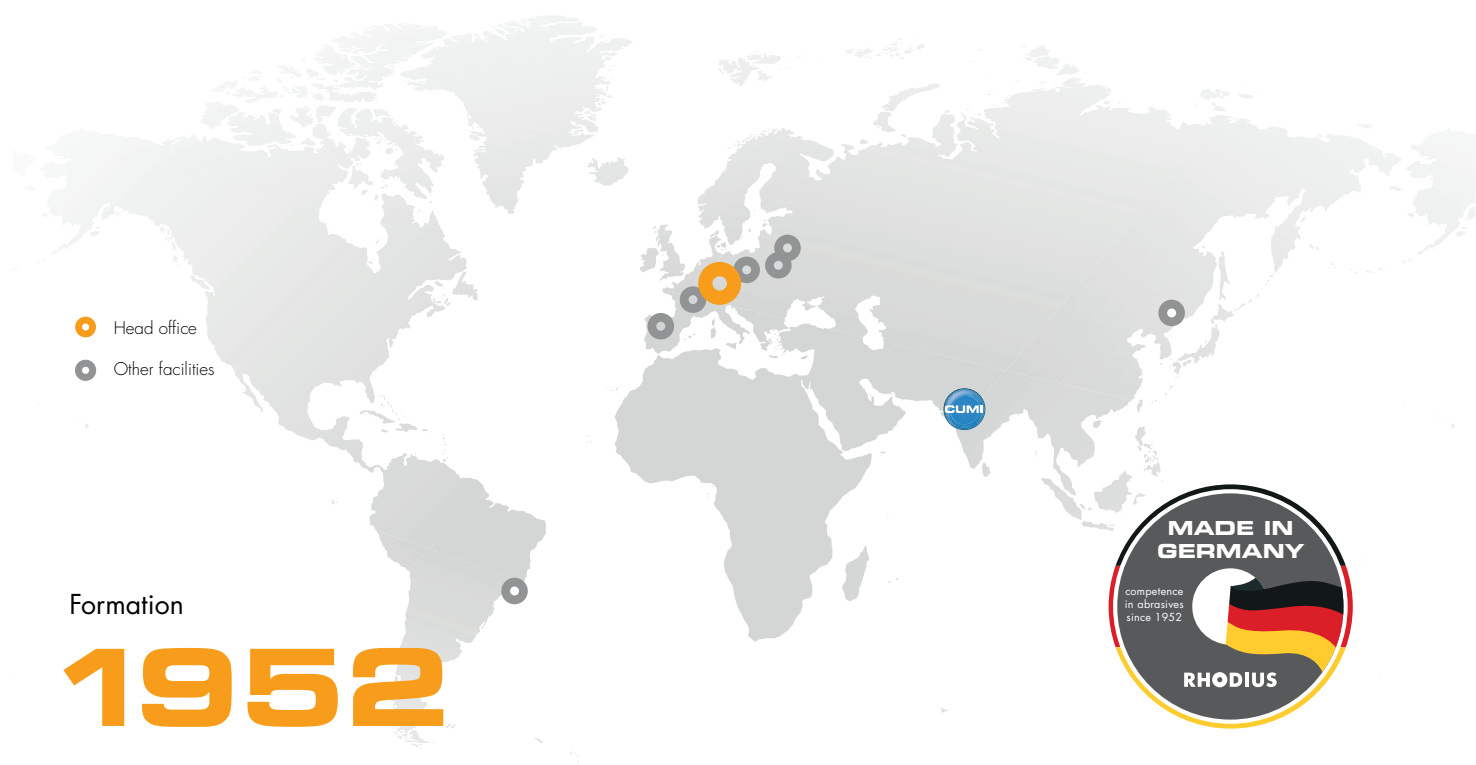 Head office
Other facilities
CUMI
Formation
1952
MADE IN
GERMANY
competence
in abrasives
since 1952
RHODIUS